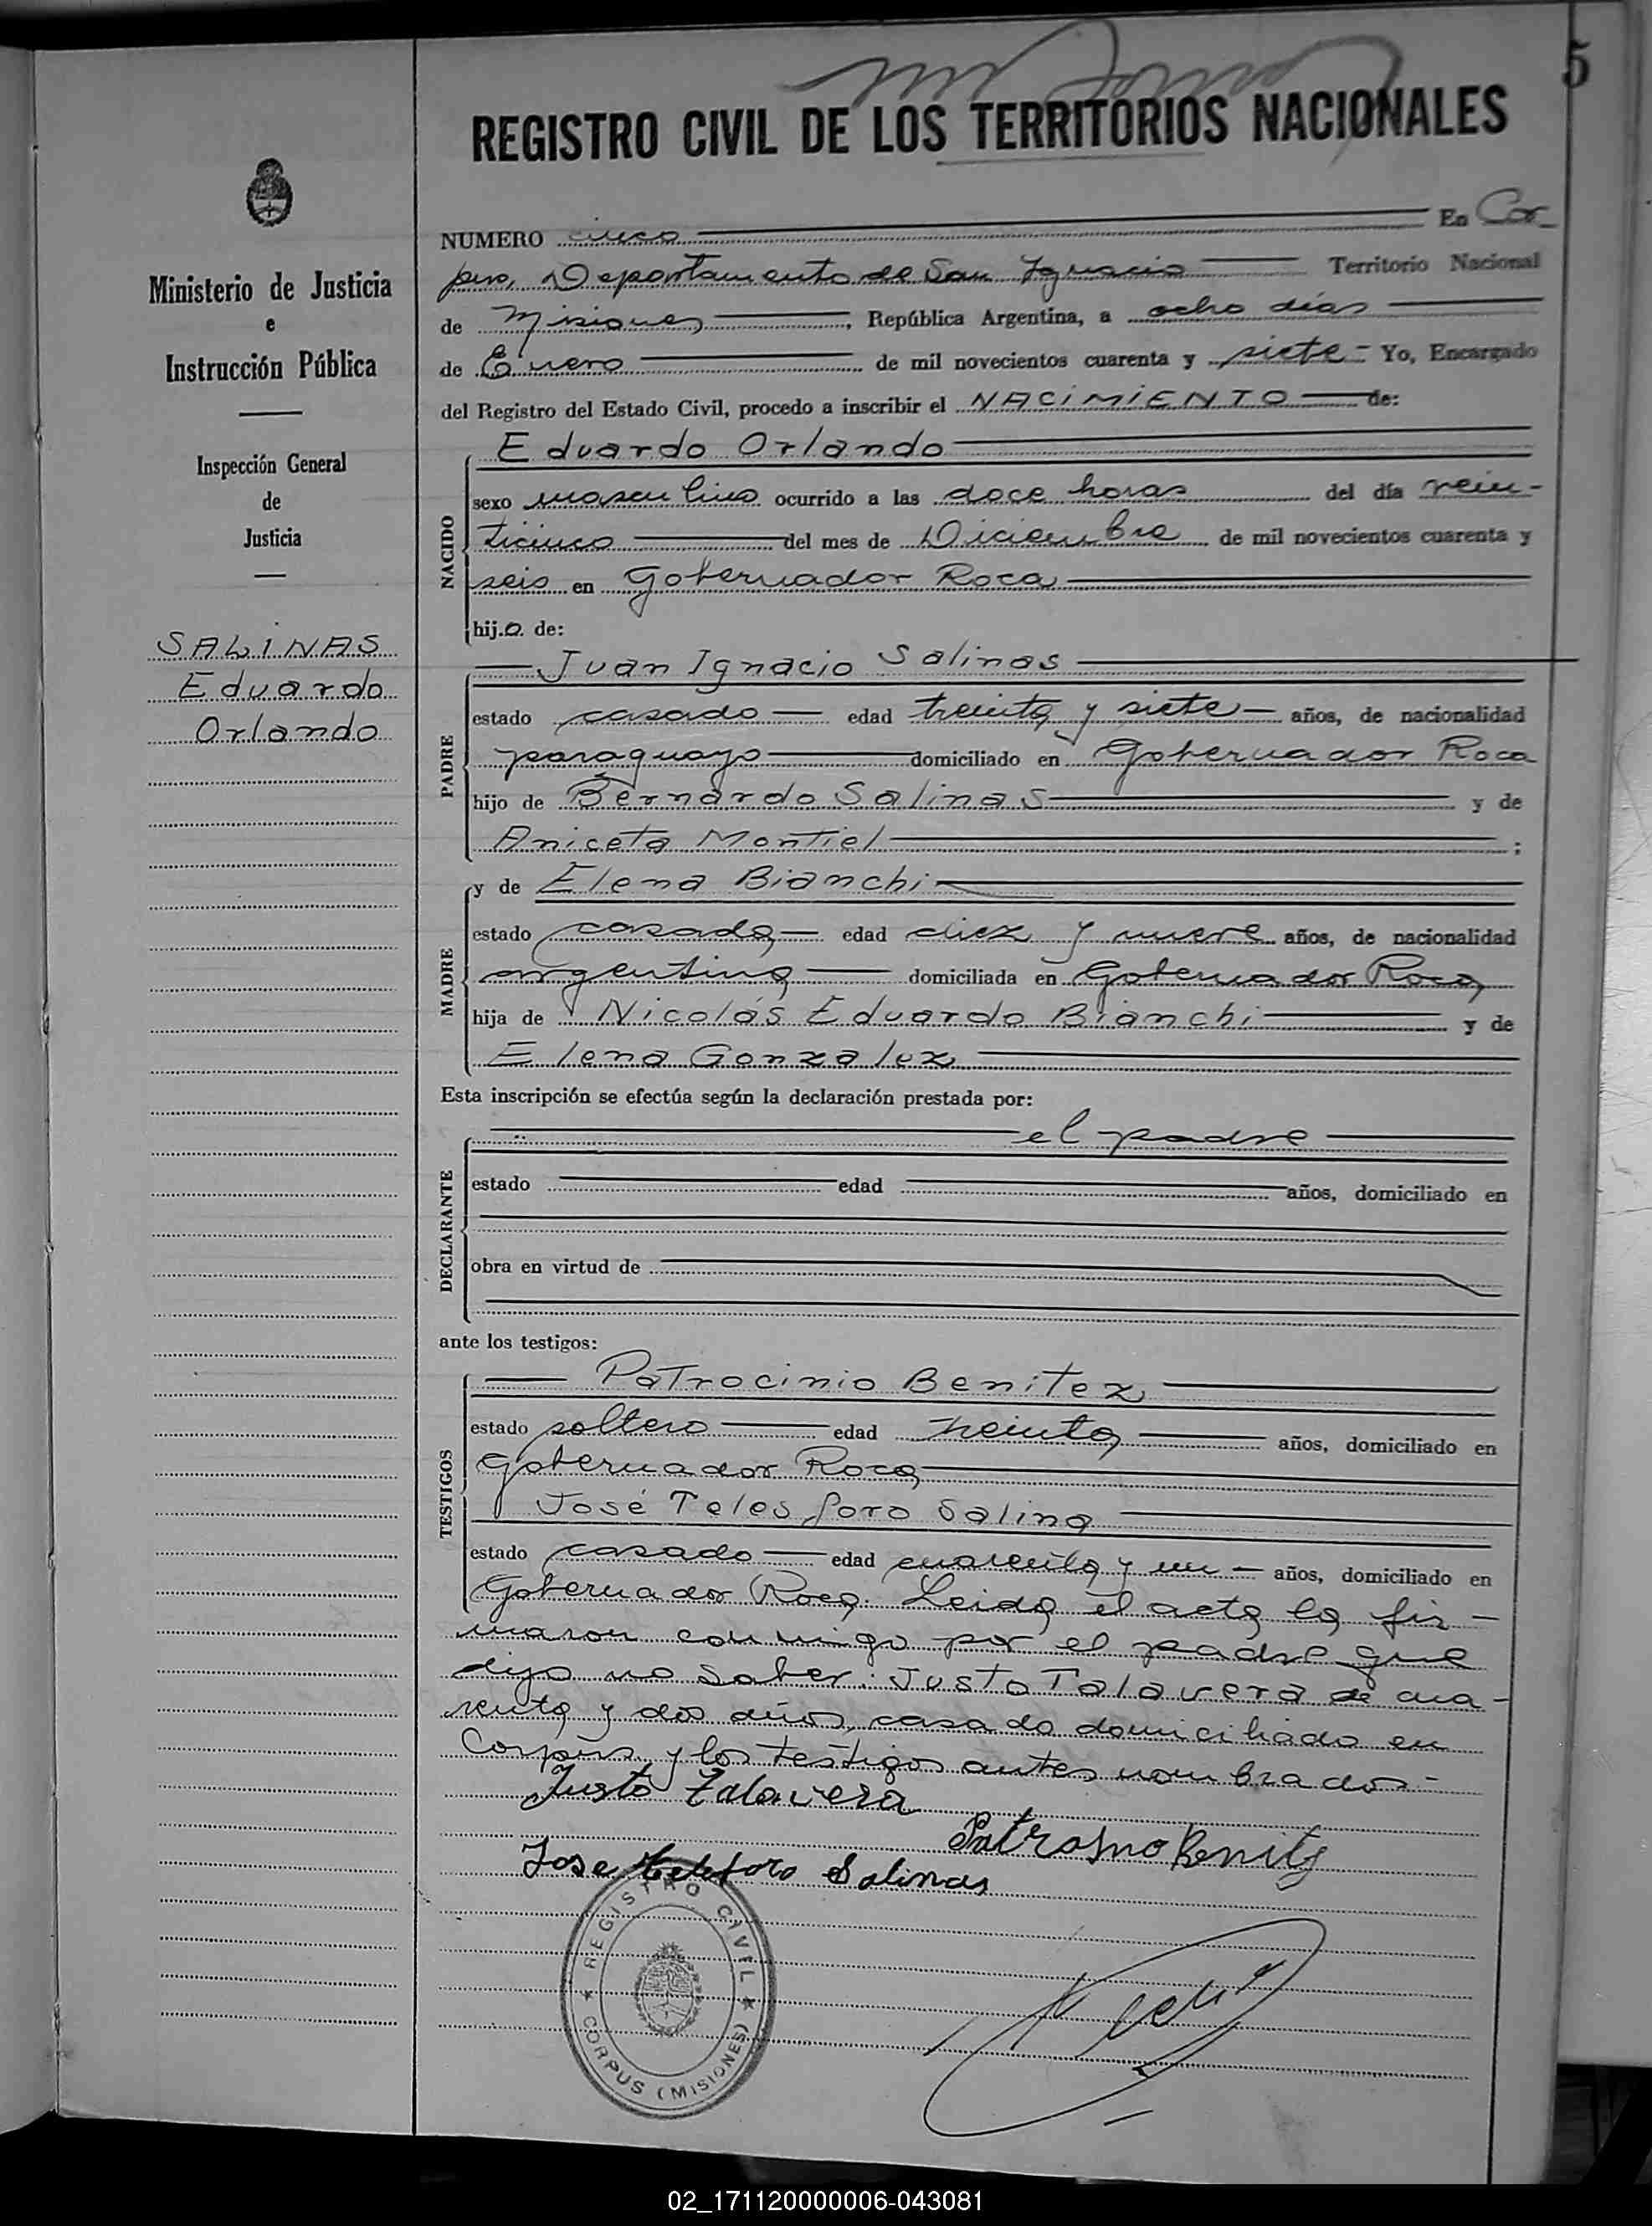 5
REGISTRO CIVIL DE LOS TERRITORIOS NACIONALES
Ministerio de Justicia
e
Instrucción Pública
Inspección General
de
Justicia
SALINAS
Eduardo
Orlando
NUMERO cinco En Cor
pus, Departamento de San Ignacio Territorio Nacional
de Misiones, República Argentina, a ocho días
de Enero de mil novecientos cuarenta y siete - Yo, Encargado
del Registro del Estado Civil, procedo a inscribir el NACIMIENTO de:
NACIDO
Eduardo Orlando
sexo masculino ocurrido a las doce horas del día vein-
ticinco del mes de Diciembre de mil novecientos cuarenta y
seis en Gobernador Roca
hijo de:
PADRE
Juan Ignacio Salinas
estado casado edad treinta y siete años, de nacionalidad
paraguayo domiciliado en Gobernador Roca
hijo de Bernardo Salinas y de
Aniceta Montiel ;
MADRE
y de Elena Bianchi
estado casada edad diez y nueve años, de nacionalidad
argentina domiciliada en Gobernador Roca
hija de Nicolás Eduardo Bianchi y de
Elena Gonzalez
Esta inscripción se efectúa según la declaración prestada por:
DECLARANTE
el padre
estado edad años, domiciliado en
obra en virtud de
ante los testigos:
TESTIGOS
Patrocinio Benitez
estado soltero edad treinta años, domiciliado en
Gobernador Roca
José Telesforo Salina
estado casado edad cuarenta y un años, domiciliado en
Gobernador Roca. Leida el acta la fir-
maron conmigo por el padre que
dijo no saber: Justo Talavera de cua-
renta y dos años, casado domiciliado en
Corpus y los testigos antes nombrados-
Justo Talavera
Benitz
Jose Telesforo Salinas
REGISTRO CIVIL
CORPUS (MISIONES)
02_171120000006-043081